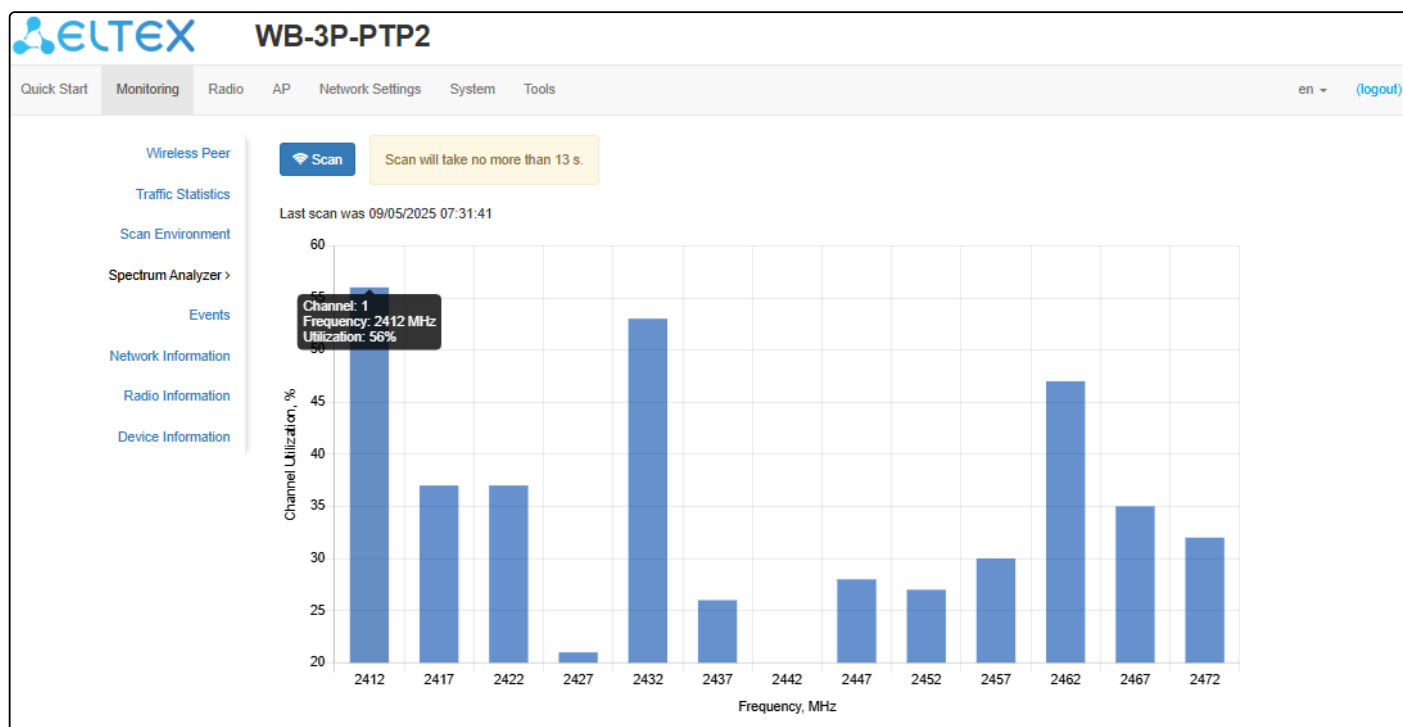 ELTEX WB-3P-PTP2
Quick Start Monitoring Radio AP Network Settings System Tools en (logout)
Wireless Peer
Traffic Statistics
Scan Environment
Spectrum Analyzer >
Events
Network Information
Radio Information
Device Information
Scan Scan will take no more than 13 s.
Last scan was 09/05/2025 07:31:41
Channel Utilization, %
60
55
50
45
40
35
30
25
20
Channel: 1
Frequency: 2412 MHz
Utilization: 56%
2412 2417 2422 2427 2432 2437 2442 2447 2452 2457 2462 2467 2472
Frequency, MHz